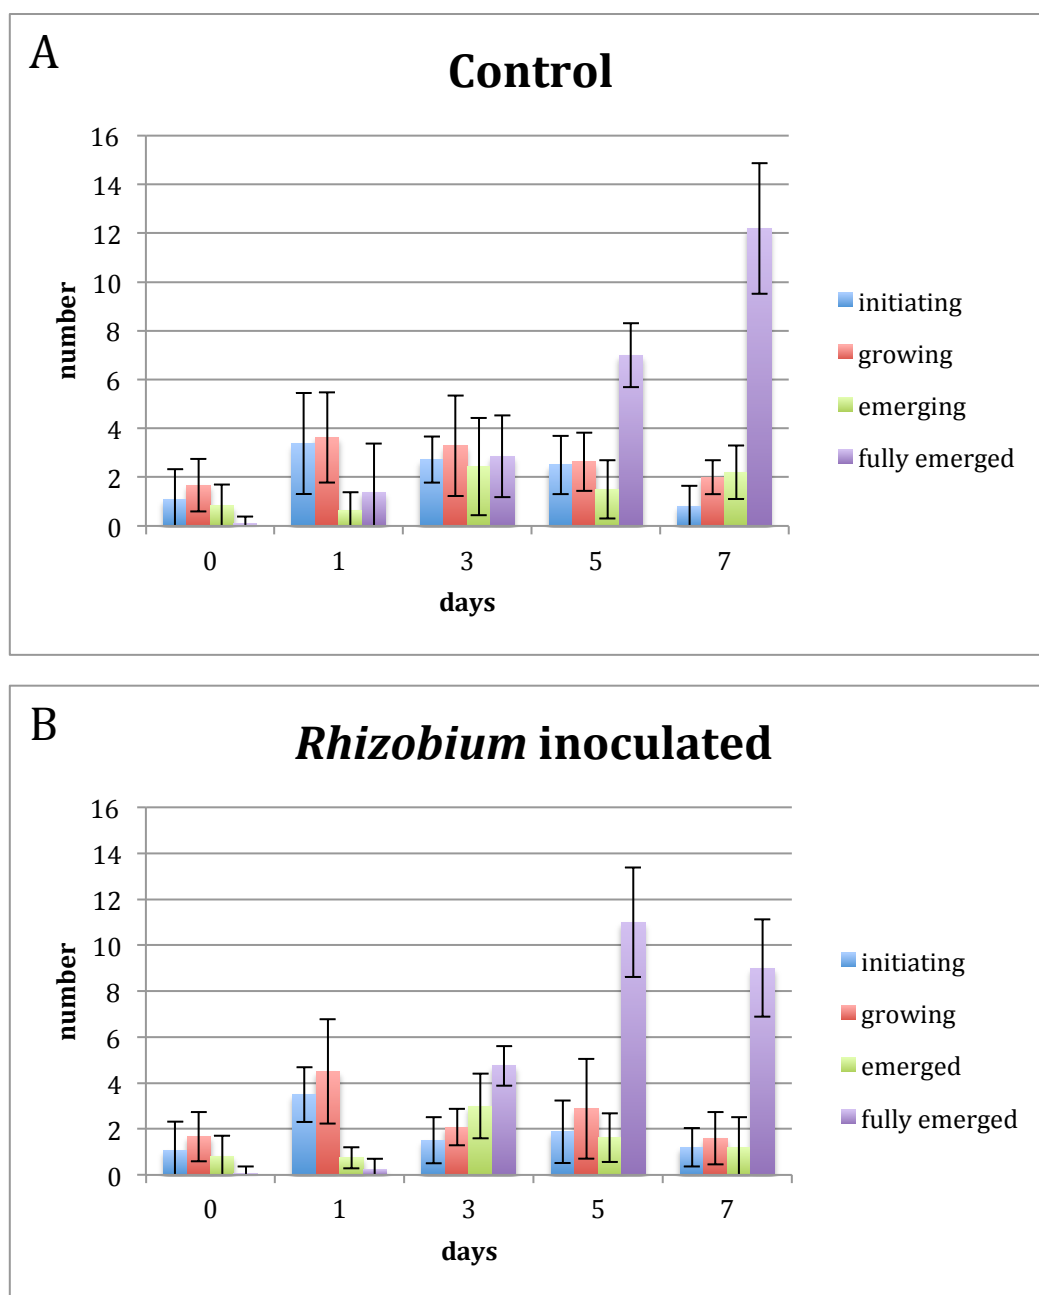 A
Control
16
14
12
10
8
6
4
2
0
number
0 1 3 5 7
days
initiating
growing
emerging
fully emerged
B
Rhizobium inoculated
16
14
12
10
8
6
4
2
0
number
0 1 3 5 7
days
initiating
growing
emerged
fully emerged